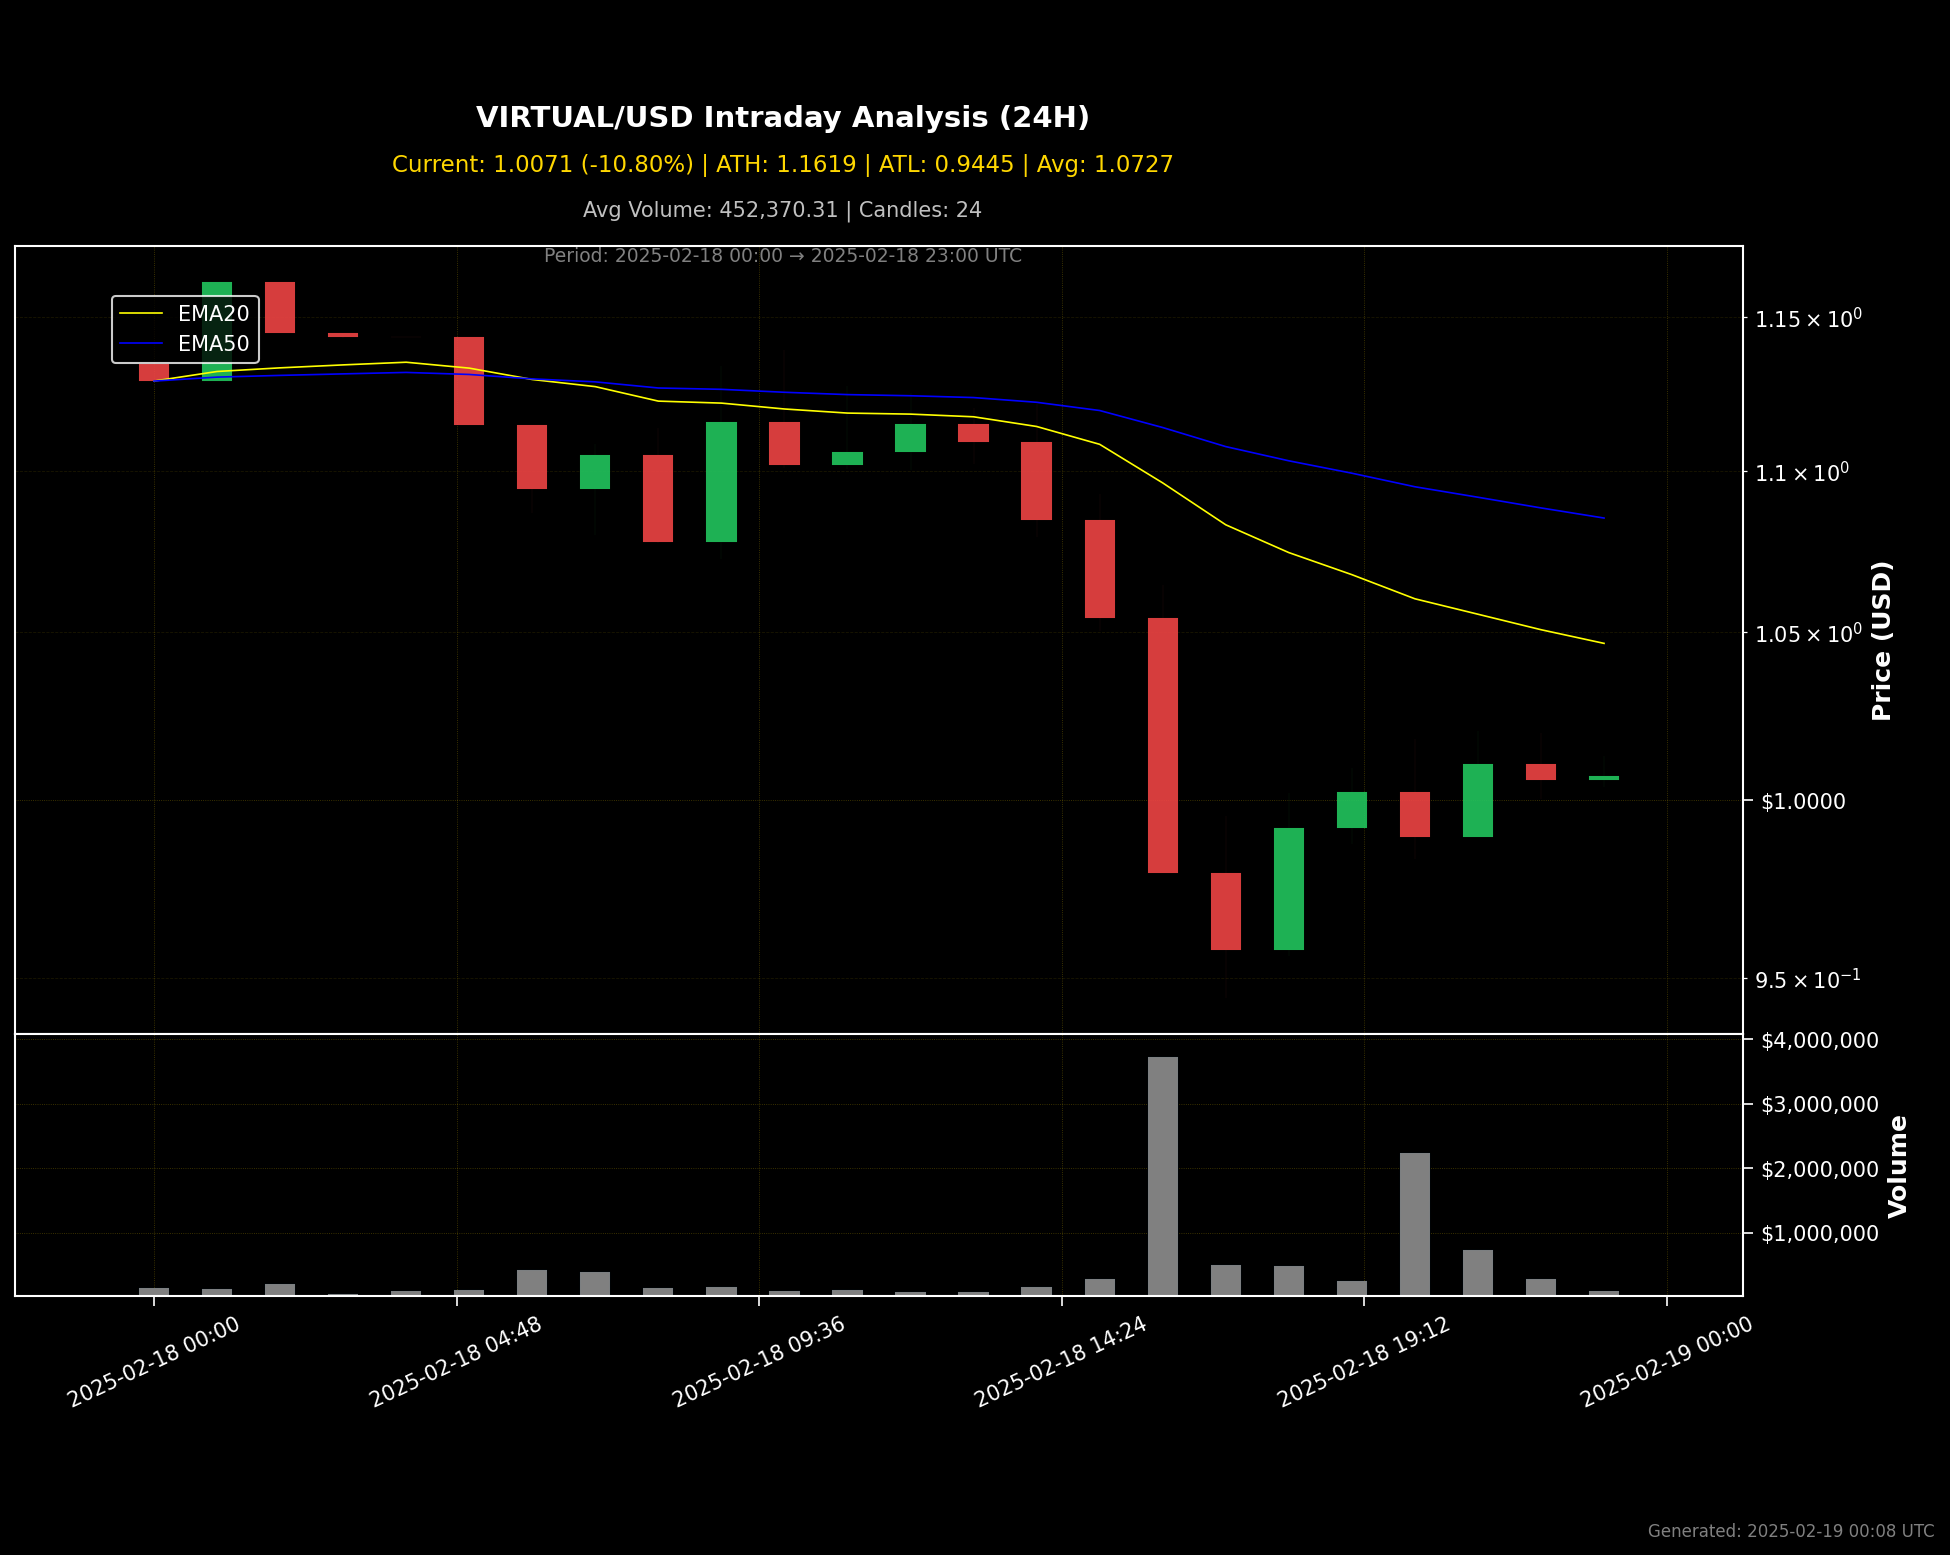 VIRTUAL/USD Intraday Analysis (24H)
Current: 1.0071 (-10.80%) | ATH: 1.1619 | ATL: 0.9445 | Avg: 1.0727
Avg Volume: 452,370.31 | Candles: 24
Period: 2025-02-18 00:00 → 2025-02-18 23:00 UTC
EMA20
EMA50
1.15 × 10⁰
1.1 × 10⁰
1.05 × 10⁰
$1.0000
9.5 × 10⁻¹
Price (USD)
$4,000,000
$3,000,000
$2,000,000
$1,000,000
Volume
2025-02-18 00:00
2025-02-18 04:48
2025-02-18 09:36
2025-02-18 14:24
2025-02-18 19:12
2025-02-19 00:00
Generated: 2025-02-19 00:08 UTC